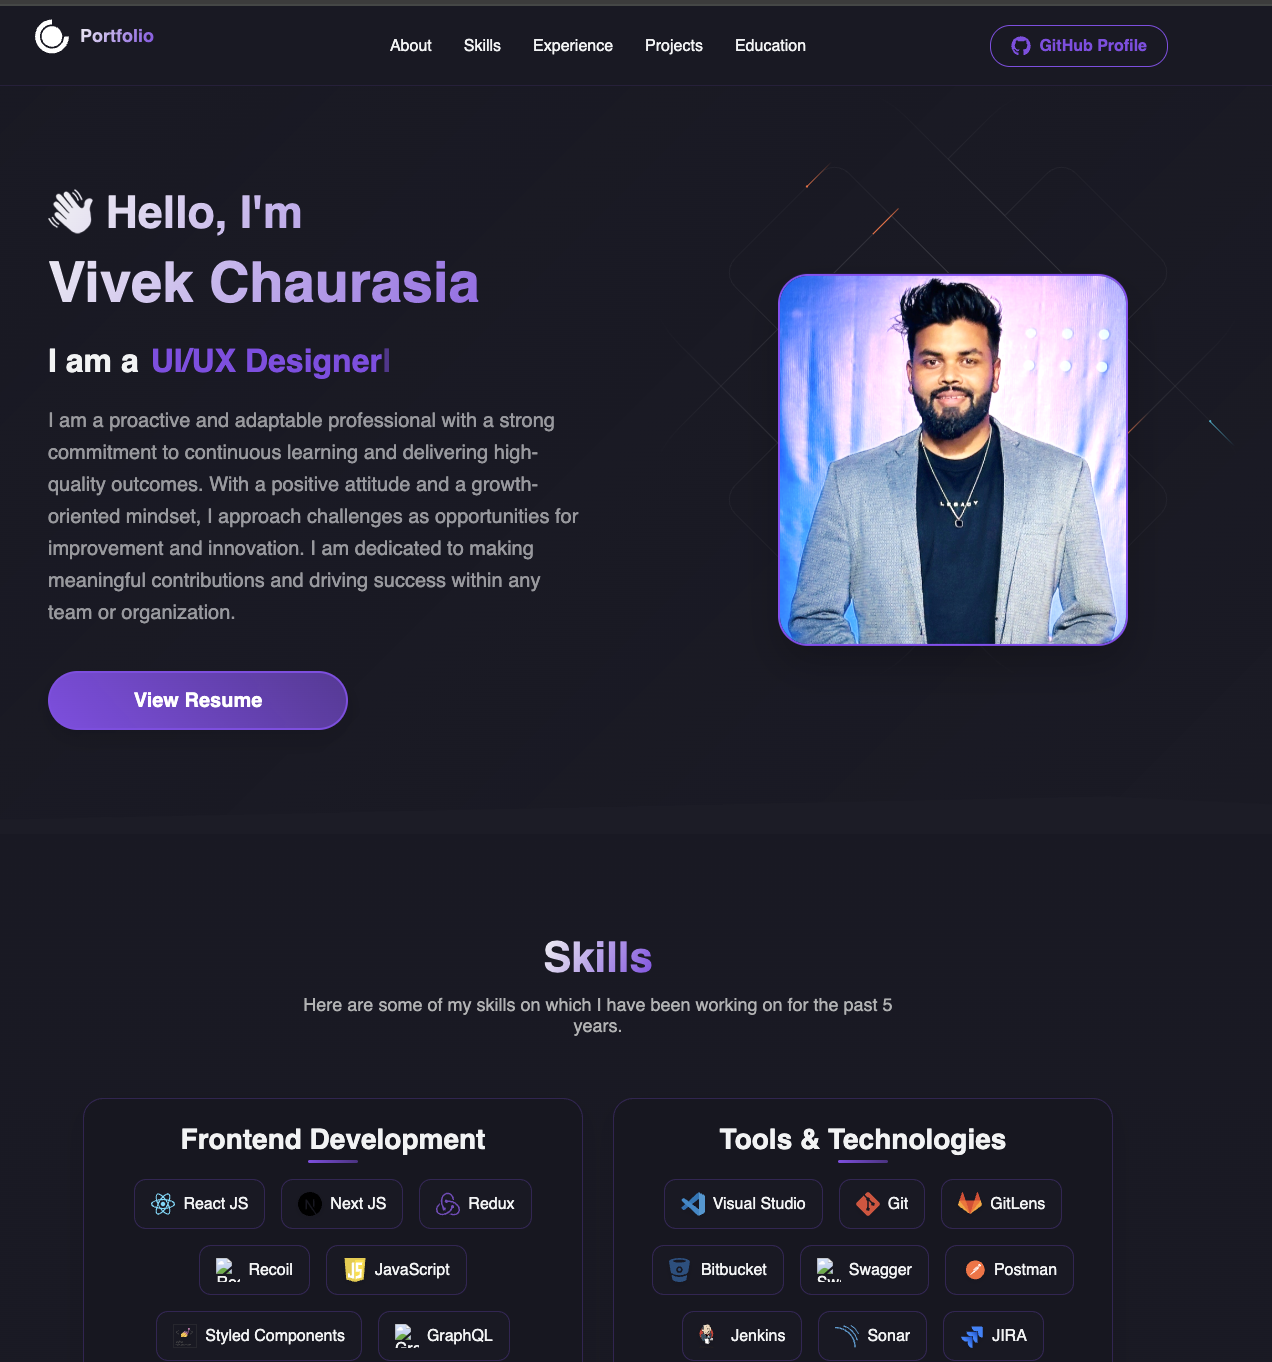 Portfolio
About Skills Experience Projects Education
GitHub Profile
👋 Hello, I'm
Vivek Chaurasia
I am a UI/UX Designer|
I am a proactive and adaptable professional with a strong
commitment to continuous learning and delivering high-
quality outcomes. With a positive attitude and a growth-
oriented mindset, I approach challenges as opportunities for
improvement and innovation. I am dedicated to making
meaningful contributions and driving success within any
team or organization.
LEGACY
View Resume
Skills
Here are some of my skills on which I have been working on for the past 5
years.
Frontend Development
React JS Next JS Redux
Recoil JavaScript
Styled Components GraphQL
Tools & Technologies
Visual Studio Git GitLens
Bitbucket Swagger Postman
Jenkins Sonar JIRA